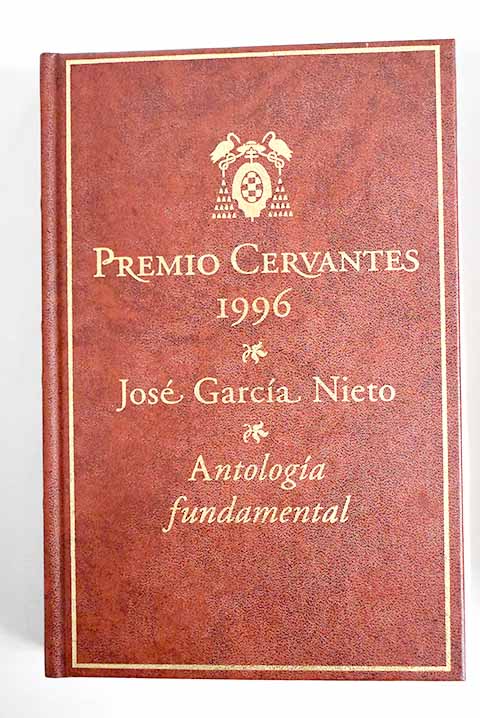 PREMIO CERVANTES
1996
José García Nieto
Antología
fundamental